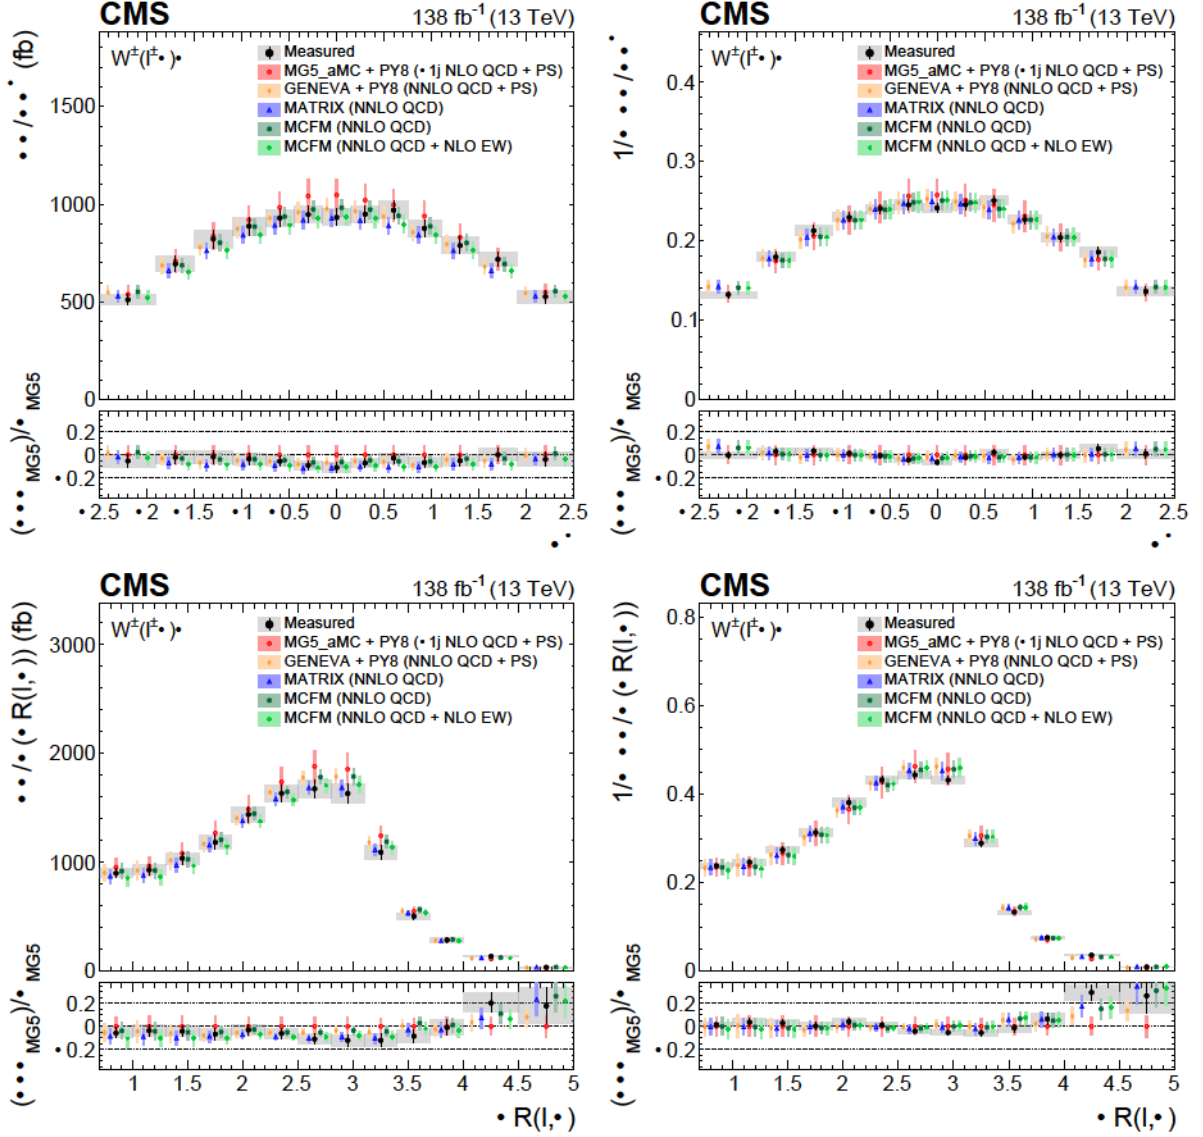 CMS 138 fb⁻¹ (13 TeV)
W±(l±•)•
Measured
MG5_aMC + PY8 (• 1j NLO QCD + PS)
GENEVA + PY8 (NNLO QCD + PS)
MATRIX (NNLO QCD)
MCFM (NNLO QCD)
MCFM (NNLO QCD + NLO EW)
••/••• (fb)
1500
1000
500
0
(•••MG5)/•MG5
0.2
0
•0.2
•2.5 •2 •1.5 •1 •0.5 0 0.5 1 1.5 2 2.5
••
CMS 138 fb⁻¹ (13 TeV)
W±(l±•)•
Measured
MG5_aMC + PY8 (• 1j NLO QCD + PS)
GENEVA + PY8 (NNLO QCD + PS)
MATRIX (NNLO QCD)
MCFM (NNLO QCD)
MCFM (NNLO QCD + NLO EW)
1/• ••/•••
0.4
0.3
0.2
0.1
0
(•••MG5)/•MG5
0.2
0
•0.2
•2.5 •2 •1.5 •1 •0.5 0 0.5 1 1.5 2 2.5
••
CMS 138 fb⁻¹ (13 TeV)
W±(l±•)•
Measured
MG5_aMC + PY8 (• 1j NLO QCD + PS)
GENEVA + PY8 (NNLO QCD + PS)
MATRIX (NNLO QCD)
MCFM (NNLO QCD)
MCFM (NNLO QCD + NLO EW)
••/•(• R(l,•)) (fb)
3000
2000
1000
0
(•••MG5)/•MG5
0.2
0
•0.2
1 1.5 2 2.5 3 3.5 4 4.5 5
• R(l,•)
CMS 138 fb⁻¹ (13 TeV)
W±(l±•)•
Measured
MG5_aMC + PY8 (• 1j NLO QCD + PS)
GENEVA + PY8 (NNLO QCD + PS)
MATRIX (NNLO QCD)
MCFM (NNLO QCD)
MCFM (NNLO QCD + NLO EW)
1/• ••/•(• R(l,•))
0.8
0.6
0.4
0.2
0
(•••MG5)/•MG5
0.2
0
•0.2
1 1.5 2 2.5 3 3.5 4 4.5 5
• R(l,•)